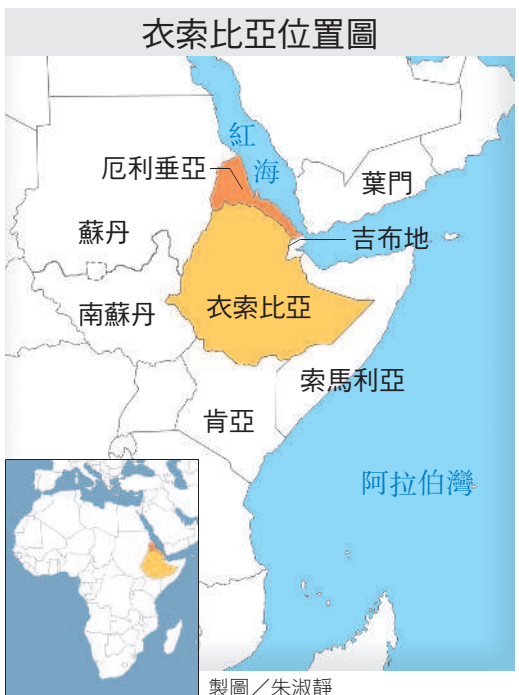 衣索比亞位置圖
紅
海
厄利垂亞
葉門
蘇丹
吉布地
南蘇丹
衣索比亞
索馬利亞
肯亞
阿拉伯灣
製圖／朱淑靜